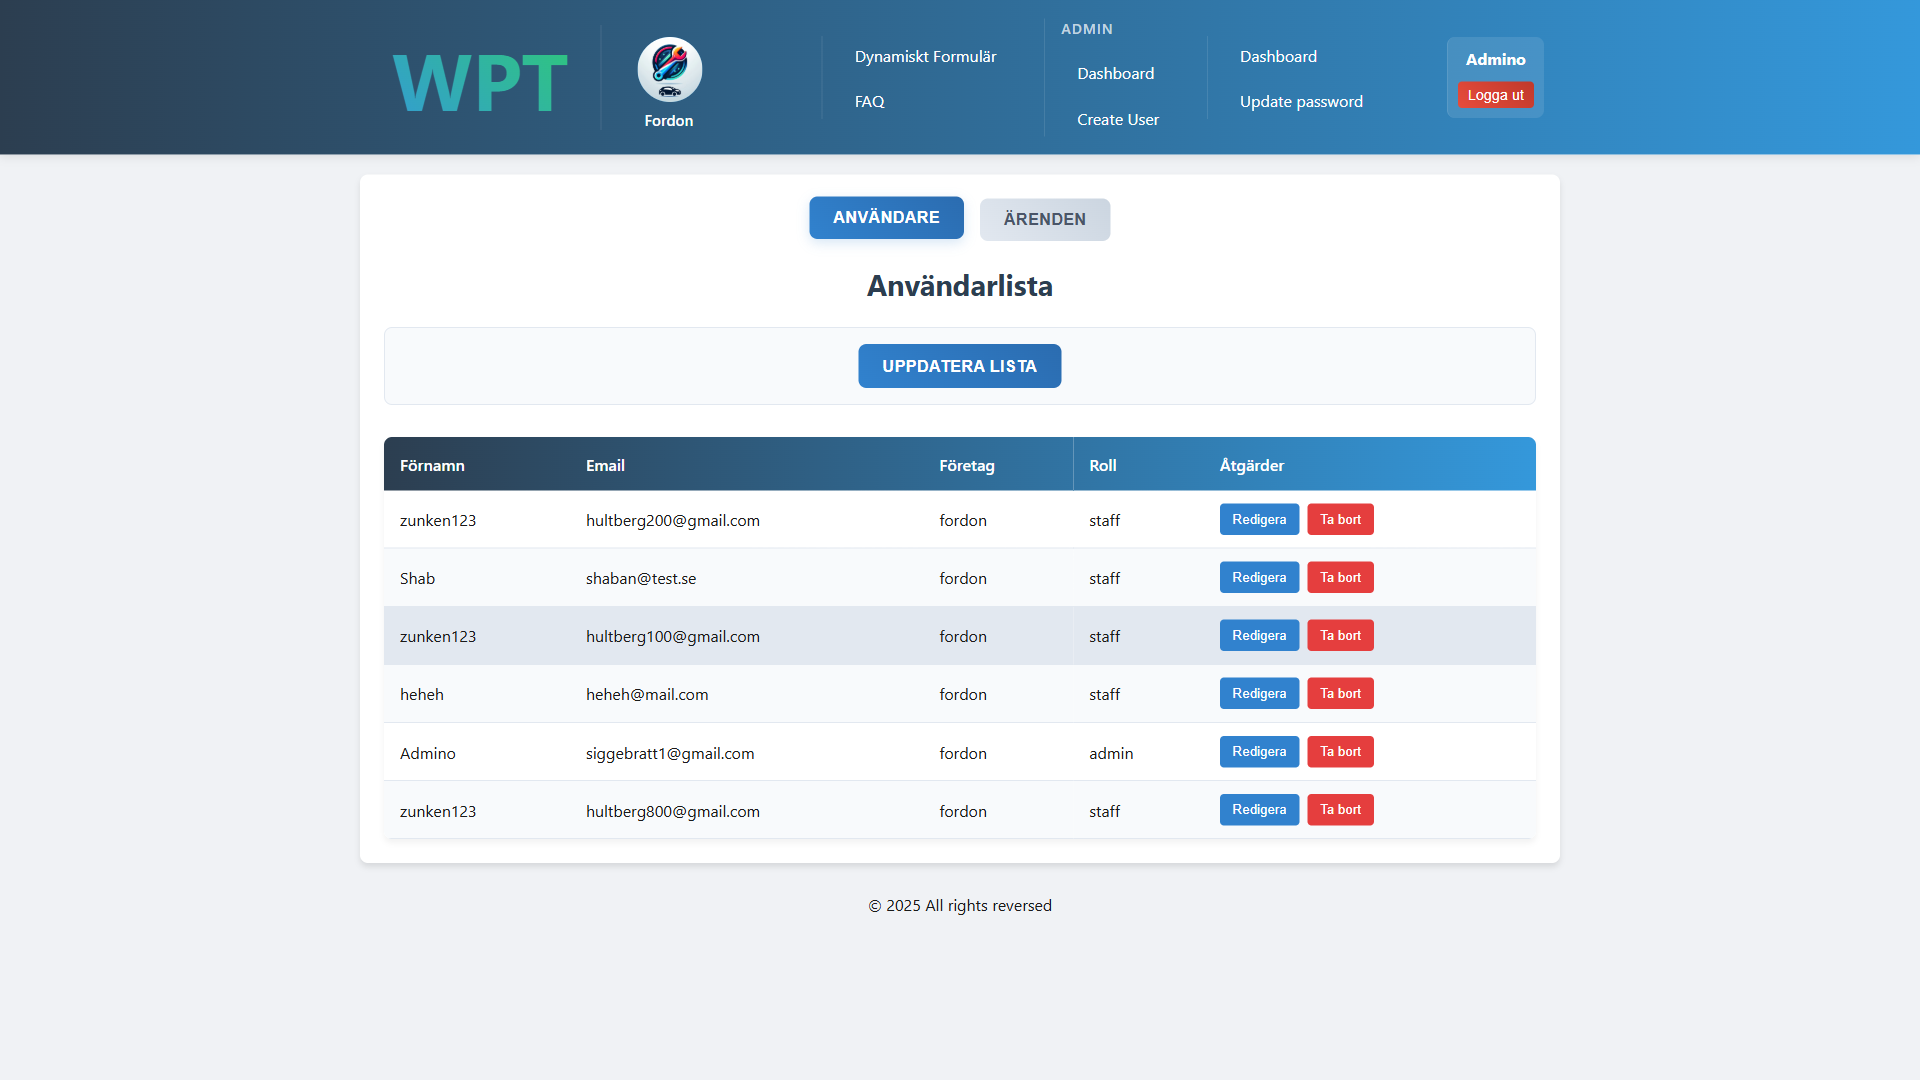 WPT
Fordon
Dynamiskt Formulär
FAQ
ADMIN
Dashboard
Create User
Dashboard
Update password
Admino
Logga ut
ANVÄNDARE ÄRENDEN
Användarlista
UPPDATERA LISTA
Förnamn Email Företag Roll Åtgärder
zunken123 hultberg200@gmail.com fordon staff Redigera Ta bort
Shab shaban@test.se fordon staff Redigera Ta bort
zunken123 hultberg100@gmail.com fordon staff Redigera Ta bort
heheh heheh@mail.com fordon staff Redigera Ta bort
Admino siggebratt1@gmail.com fordon admin Redigera Ta bort
zunken123 hultberg800@gmail.com fordon staff Redigera Ta bort
© 2025 All rights reversed